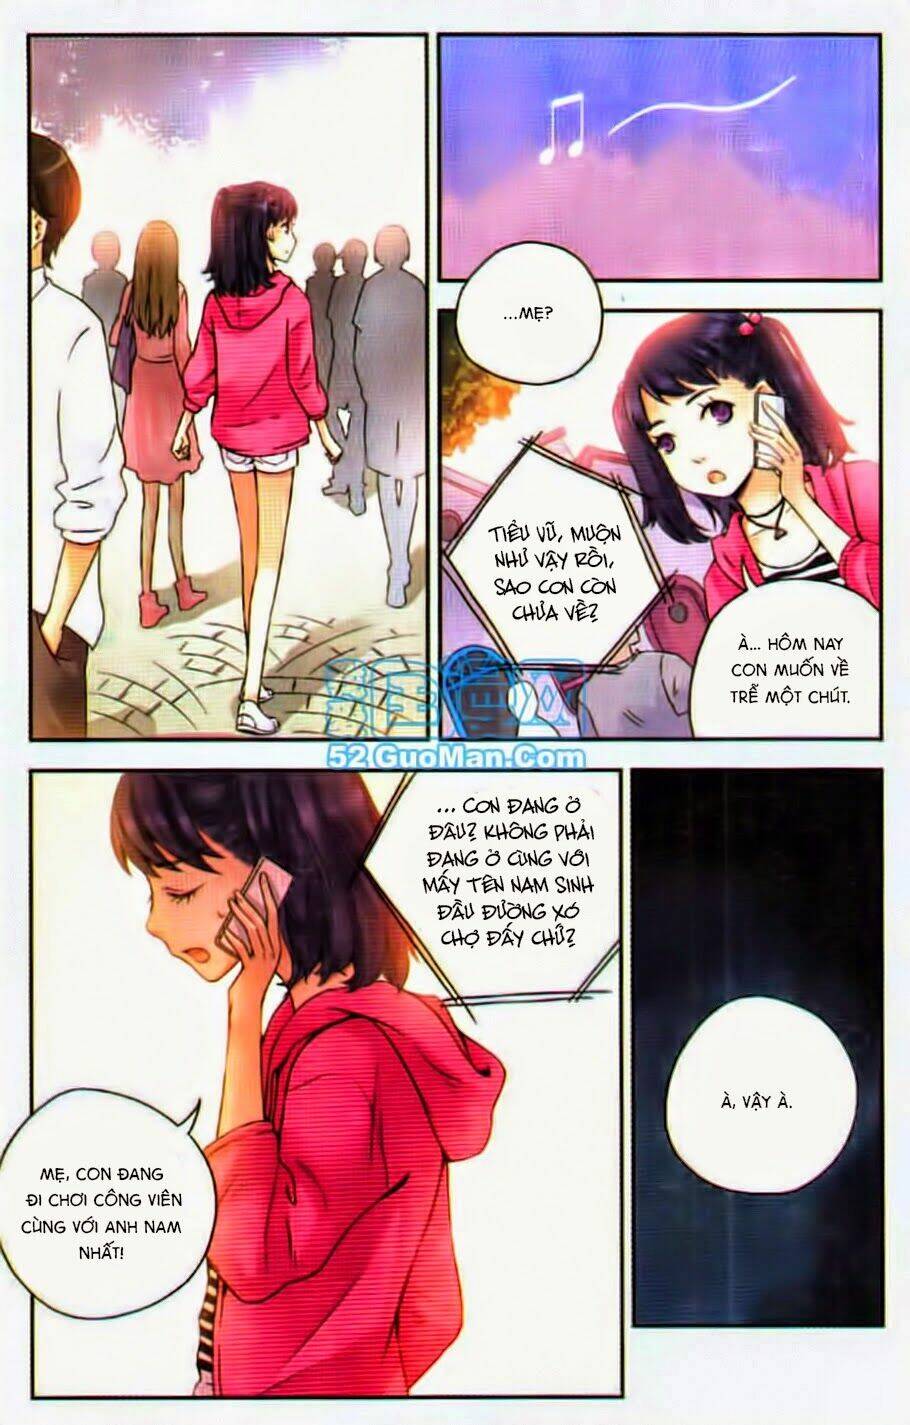 ...MẸ?
TIỂU VŨ, MUỘN
NHƯ VẬY RỒI,
SAO CON CÒN
CHƯA VỀ?
À... HÔM NAY
CON MUỐN VỀ
TRỄ MỘT CHÚT.
52GuoMan.Com
... CON ĐANG Ở
ĐÂU? KHÔNG PHẢI
ĐANG Ở CÙNG VỚI
MẤY TÊN NAM SINH
ĐẦU ĐƯỜNG XÓ
CHỢ ĐẤY CHỨ?
MẸ, CON ĐANG
ĐI CHƠI CÔNG VIÊN
CÙNG VỚI ANH NAM
NHẤT!
À, VẬY À.